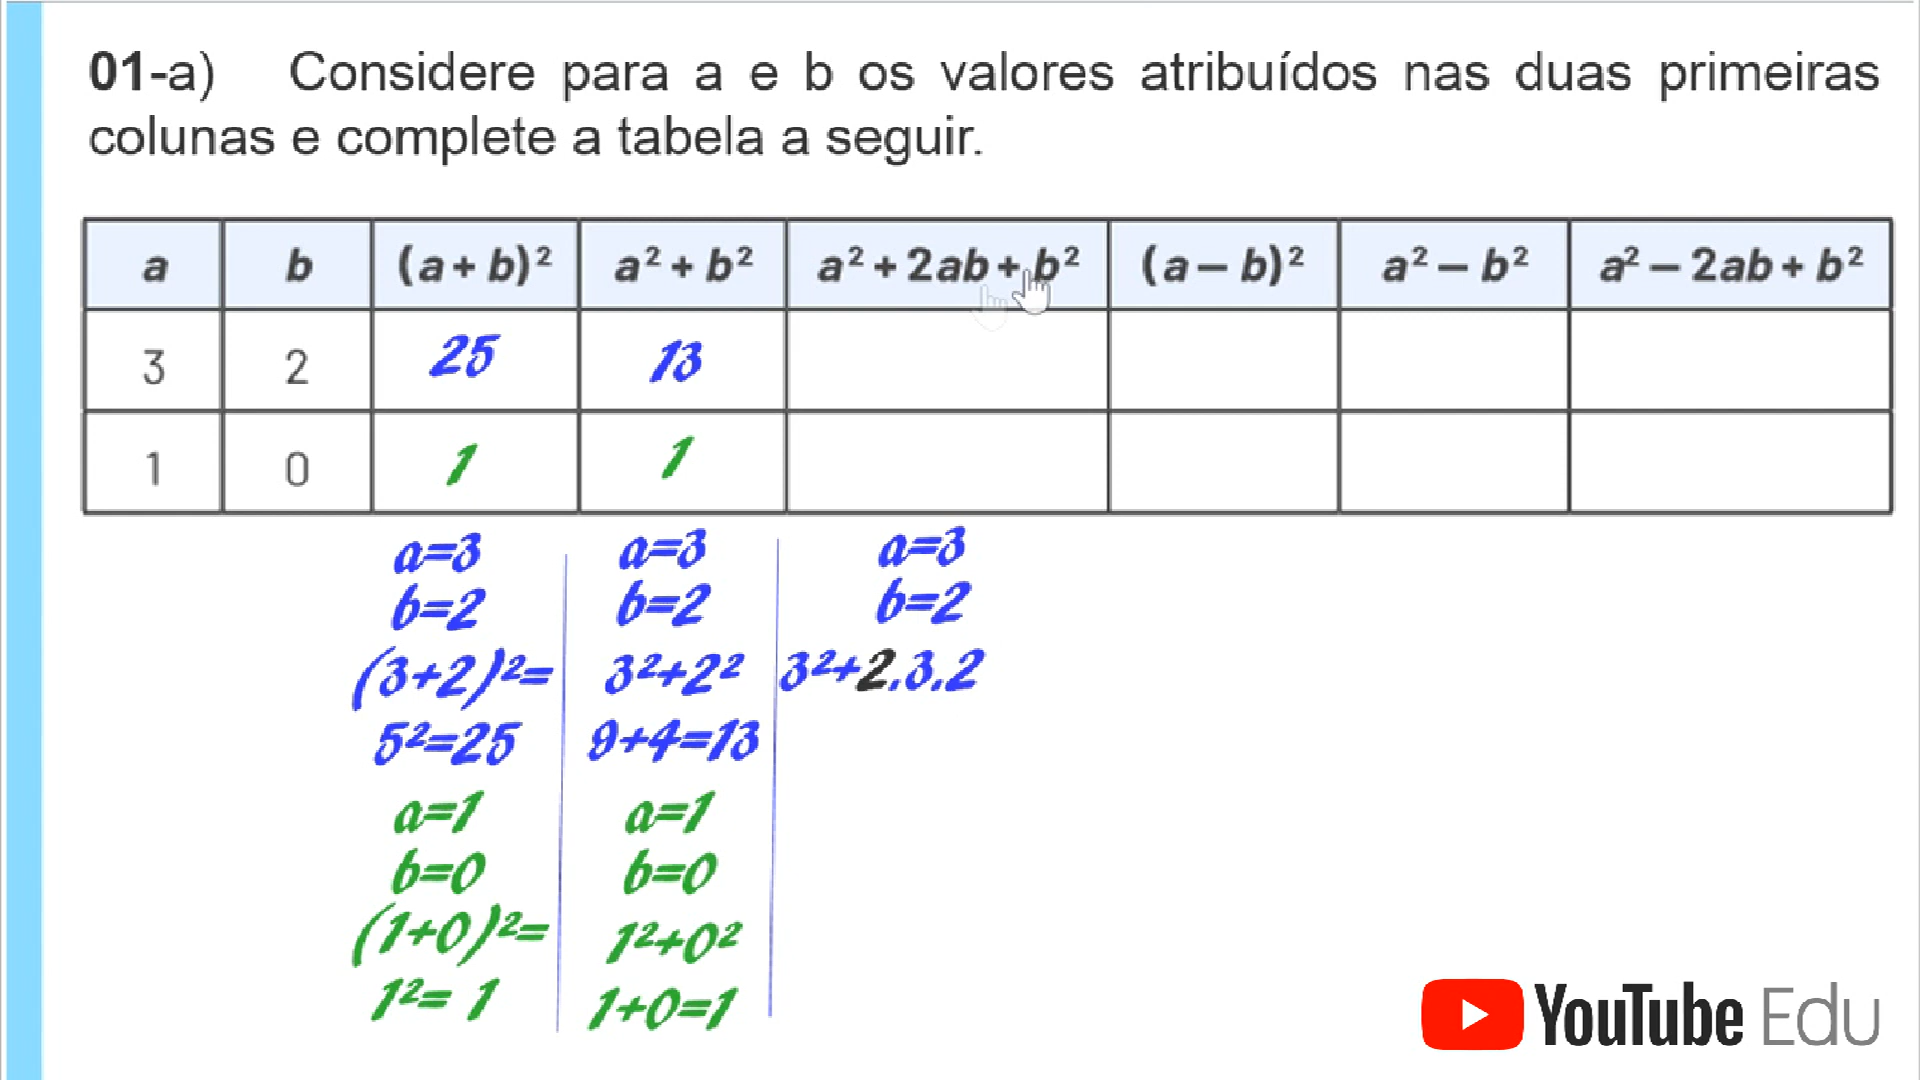 01-a) Considere para a e b os valores atribuídos nas duas primeiras
colunas e complete a tabela a seguir.
a b (a + b)² a² + b² a² + 2ab + b² (a − b)² a² − b² a² − 2ab + b²
3 2 25 13
1 0 1 1
a=3 a=3 a=3
b=2 b=2 b=2
(3+2)²= 3²+2² 3²+2.3.2
5²=25 9+4=13
a=1 a=1
b=0 b=0
(1+0)²= 1²+0²
1²= 1 1+0=1
YouTube Edu